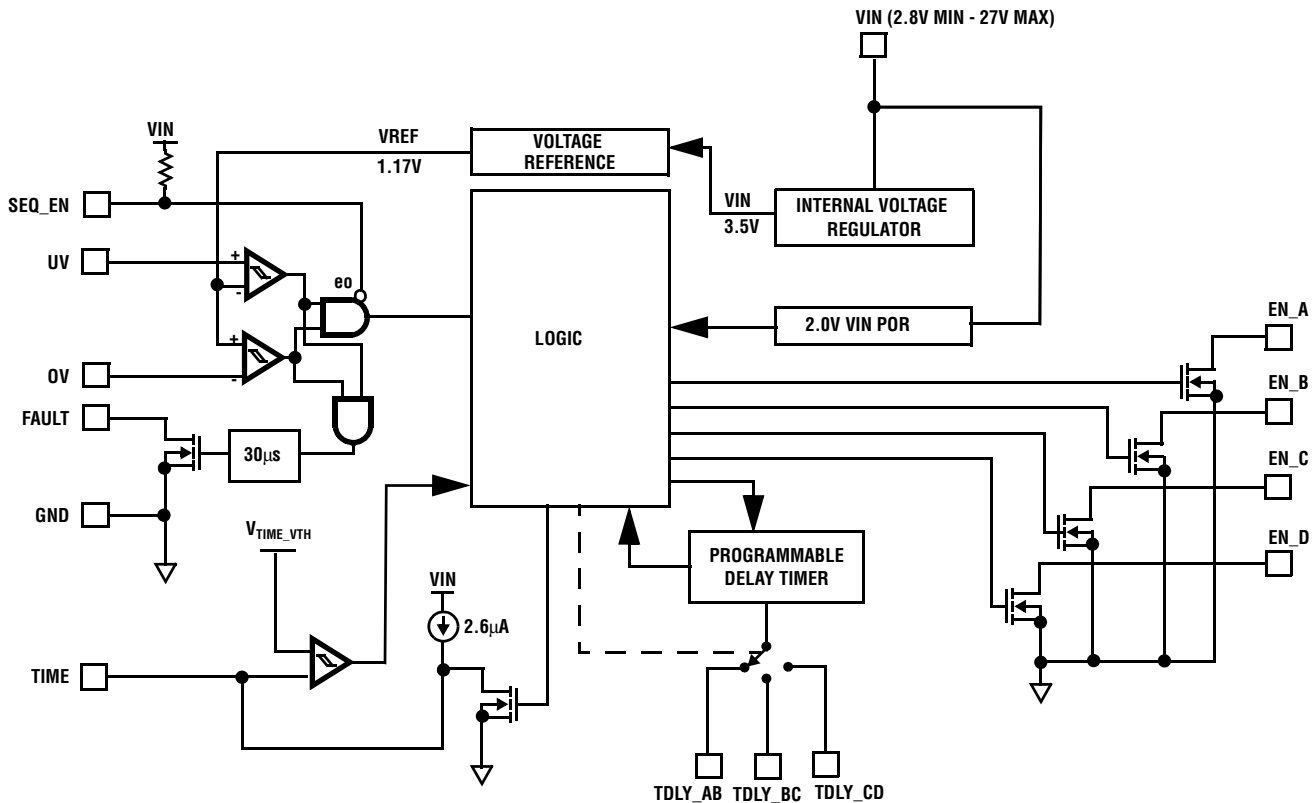 VIN (2.8V MIN - 27V MAX)
VIN
VREF
1.17V
VOLTAGE
REFERENCE
SEQ_EN
VIN
3.5V
INTERNAL VOLTAGE
REGULATOR
UV
+
-
eo
LOGIC
2.0V VIN POR
EN_A
+
-
OV
EN_B
FAULT
30µs
EN_C
GND
VTIME_VTH
EN_D
PROGRAMMABLE
DELAY TIMER
VIN
2.6µA
TIME
TDLY_AB
TDLY_BC
TDLY_CD